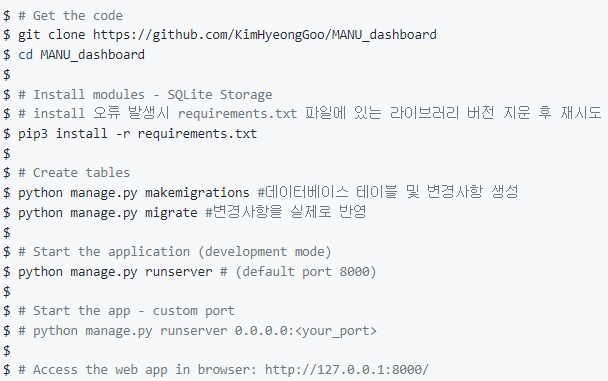 $ # Get the code
$ git clone https://github.com/KimHyeongGoo/MANU_dashboard
$ cd MANU_dashboard
$
$ # Install modules - SQLite Storage
$ # install 오류 발생시 requirements.txt 파일에 있는 라이브러리 버전 지운 후 재시도
$ pip3 install -r requirements.txt
$
$ # Create tables
$ python manage.py makemigrations #데이터베이스 테이블 및 변경사항 생성
$ python manage.py migrate #변경사항을 실제로 반영
$
$ # Start the application (development mode)
$ python manage.py runserver # (default port 8000)
$
$ # Start the app - custom port
$ # python manage.py runserver 0.0.0.0:<your_port>
$
$ # Access the web app in browser: http://127.0.0.1:8000/